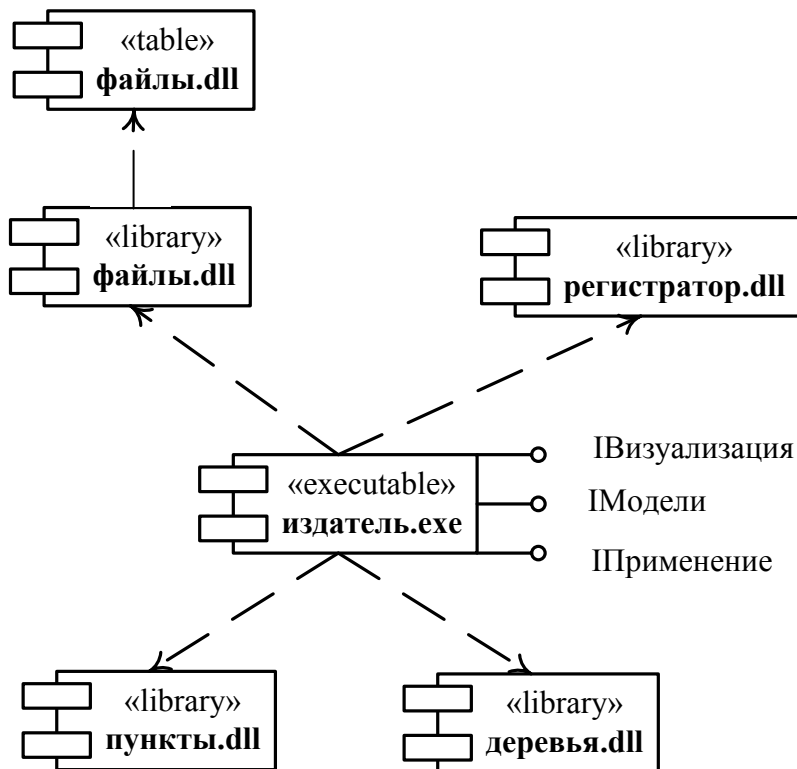 «table»
файлы.dll
«library»
файлы.dll
«library»
регистратор.dll
«executable»
издатель.exe
IВизуализация
IМодели
IПрименение
«library»
пункты.dll
«library»
деревья.dll